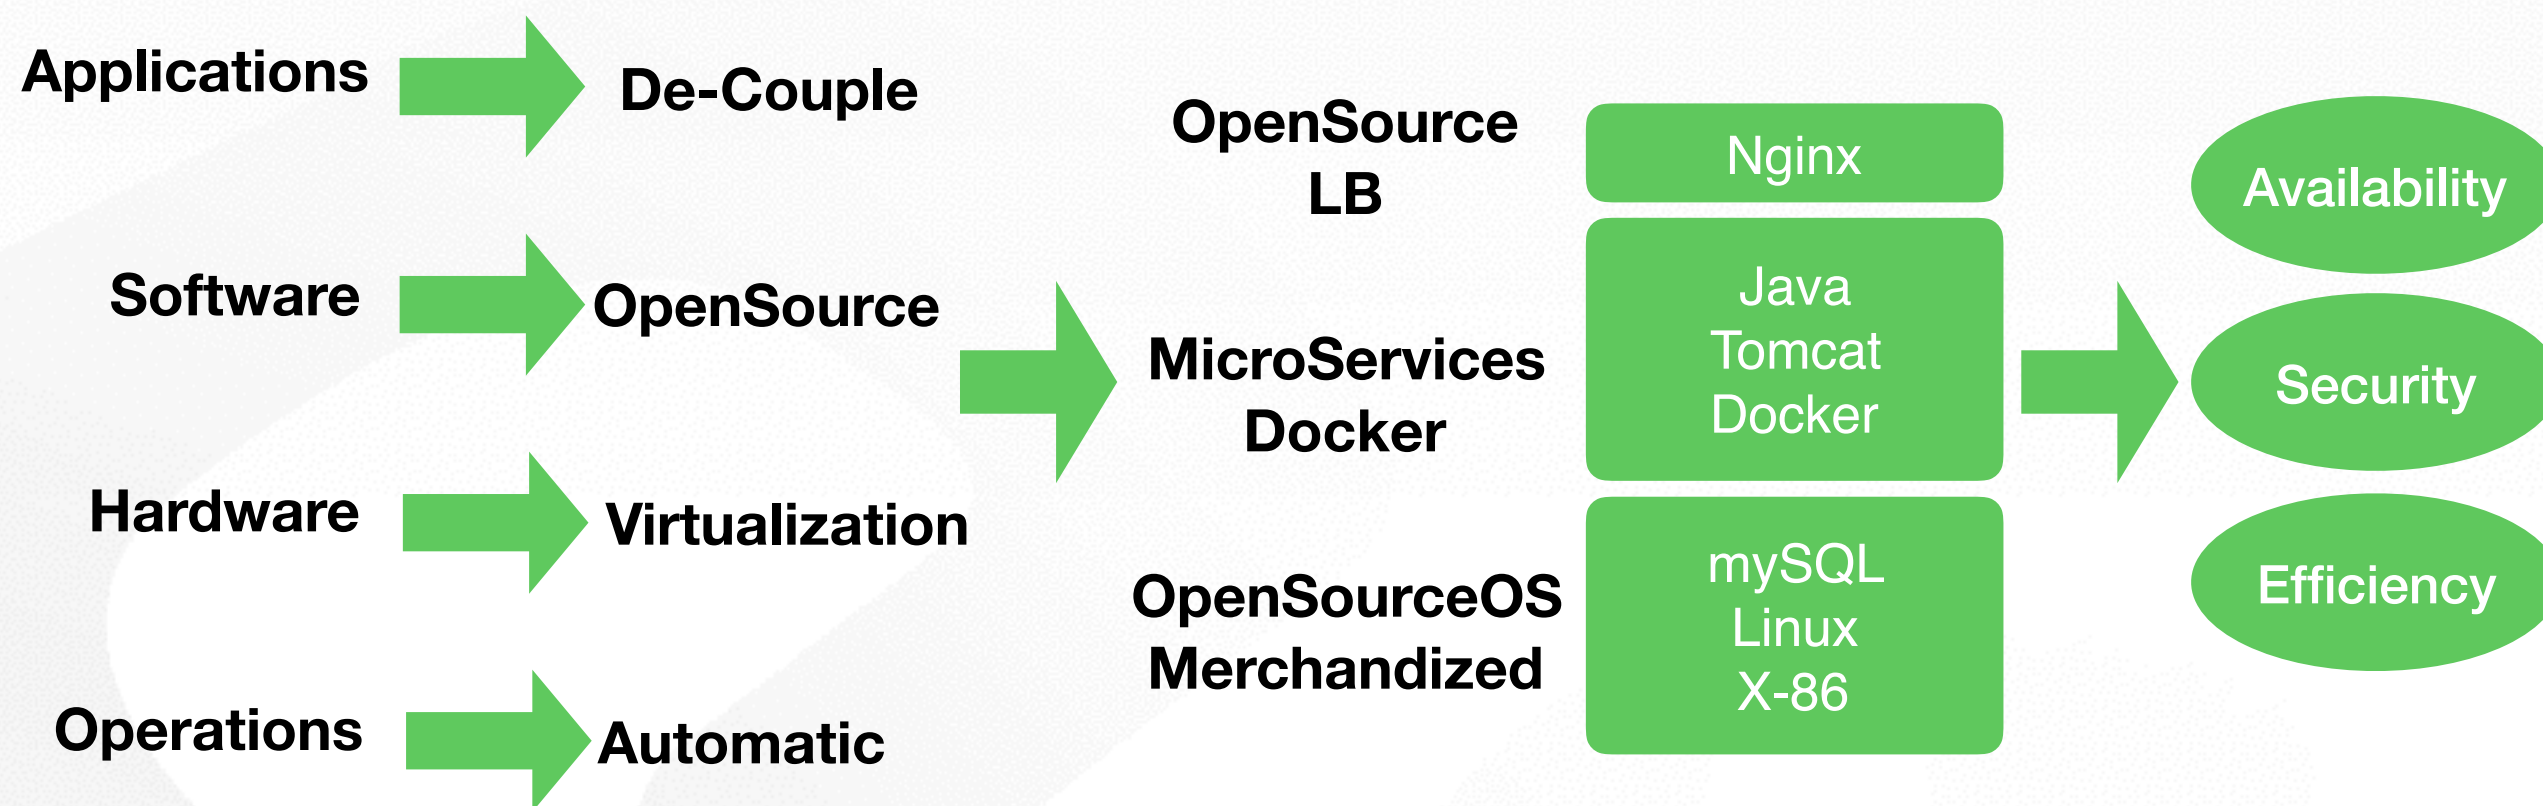 Applications
De-Couple
Software
OpenSource
Hardware
Virtualization
Operations
Automatic
OpenSource
LB
MicroServices
Docker
OpenSourceOS
Merchandized
Nginx
Java
Tomcat
Docker
mySQL
Linux
X-86
Availability
Security
Efficiency